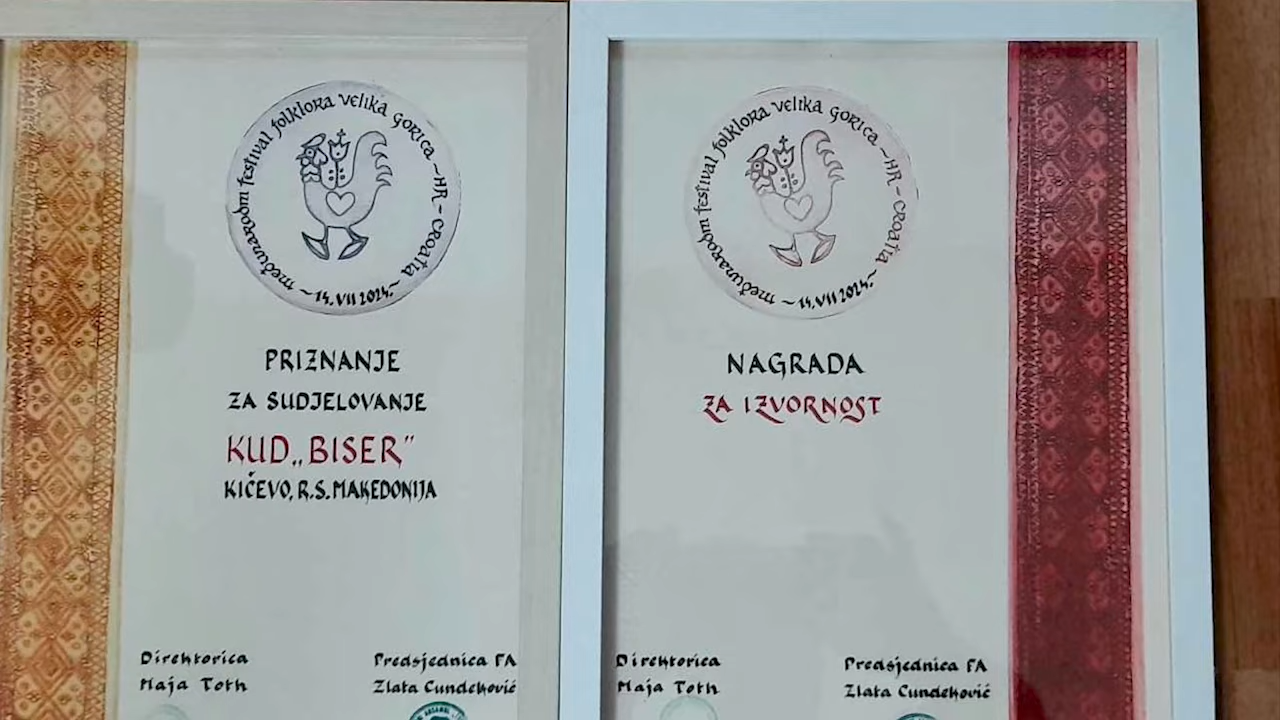 međunarodni festival folklora velika gorica ~HR - CROATIA ~ 14. VII 2024. ~
PRIZNANJE
ZA SUDJELOVANJE
KUD „BISER"
KIČEVO, R.S. MAKEDONIJA
Direktorica
Maja Toth
Predsjednica FA
Zlata Cundeković
međunarodni festival folklora velika gorica ~HR - CROATIA ~ 14. VII 2024. ~
NAGRADA
ZA IZVORNOST
Direktorica
Maja Toth
Predsjednica FA
Zlata Cundeković